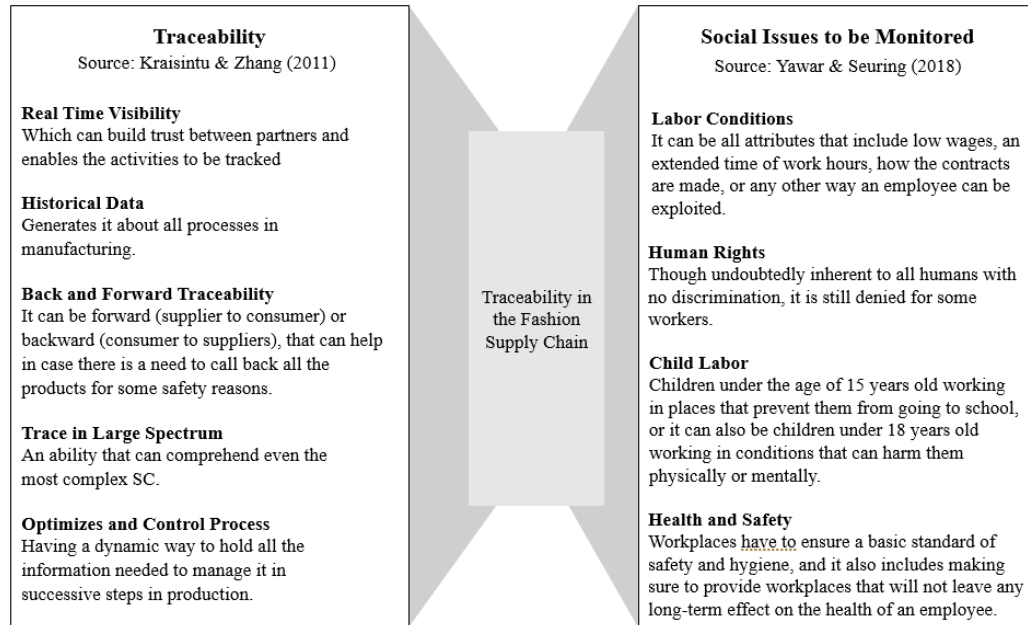 Traceability
Source: Kraisintu & Zhang (2011)
Real Time Visibility
Which can build trust between partners and
enables the activities to be tracked
Historical Data
Generates it about all processes in
manufacturing.
Back and Forward Traceability
It can be forward (supplier to consumer) or
backward (consumer to suppliers), that can help
in case there is a need to call back all the
products for some safety reasons.
Trace in Large Spectrum
An ability that can comprehend even the
most complex SC.
Optimizes and Control Process
Having a dynamic way to hold all the
information needed to manage it in
successive steps in production.
Traceability in
the Fashion
Supply Chain
Social Issues to be Monitored
Source: Yawar & Seuring (2018)
Labor Conditions
It can be all attributes that include low wages, an
extended time of work hours, how the contracts
are made, or any other way an employee can be
exploited.
Human Rights
Though undoubtedly inherent to all humans with
no discrimination, it is still denied for some
workers.
Child Labor
Children under the age of 15 years old working
in places that prevent them from going to school,
or it can also be children under 18 years old
working in conditions that can harm them
physically or mentally.
Health and Safety
Workplaces have to ensure a basic standard of
safety and hygiene, and it also includes making
sure to provide workplaces that will not leave any
long-term effect on the health of an employee.